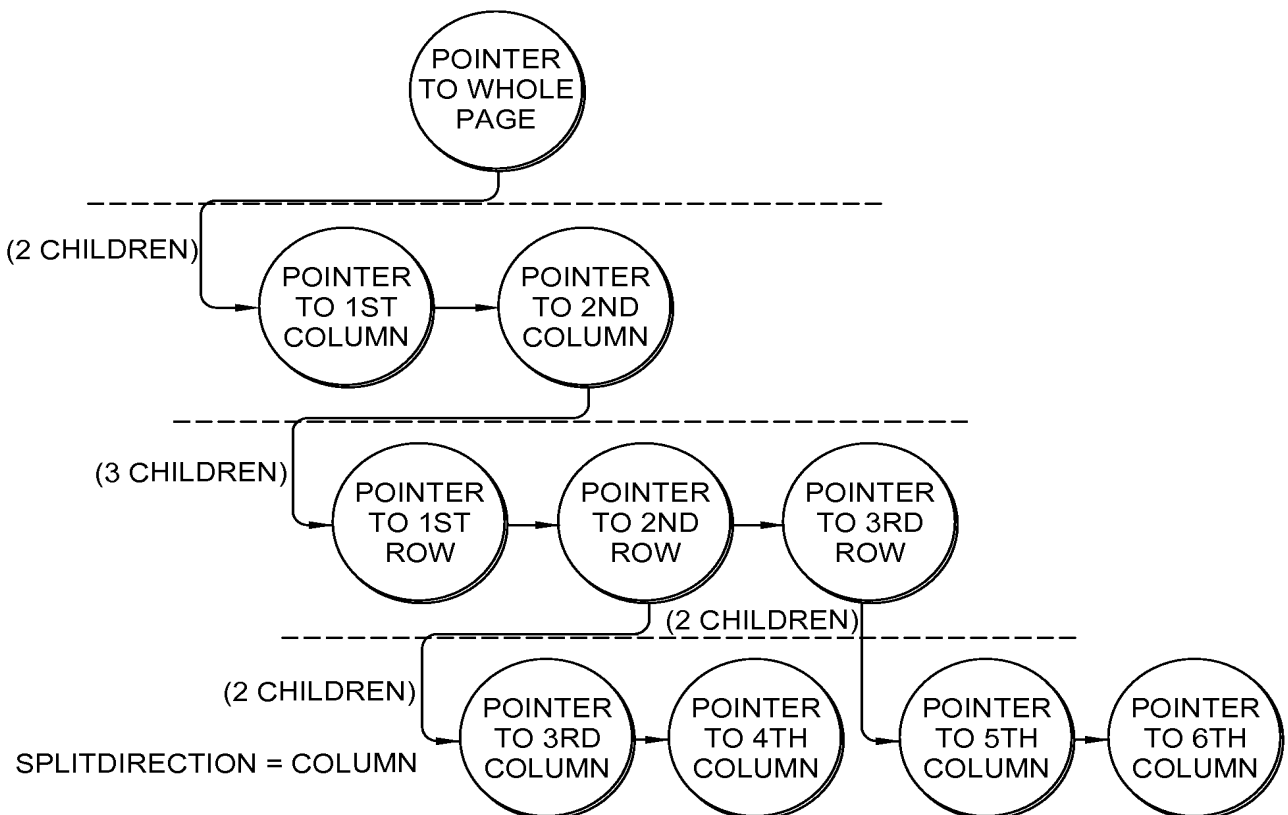 POINTER
TO WHOLE
PAGE
(2 CHILDREN)
POINTER
TO 1ST
COLUMN
POINTER
TO 2ND
COLUMN
(3 CHILDREN)
POINTER
TO 1ST
ROW
POINTER
TO 2ND
ROW
POINTER
TO 3RD
ROW
(2 CHILDREN)
(2 CHILDREN)
SPLITDIRECTION = COLUMN
POINTER
TO 3RD
COLUMN
POINTER
TO 4TH
COLUMN
POINTER
TO 5TH
COLUMN
POINTER
TO 6TH
COLUMN